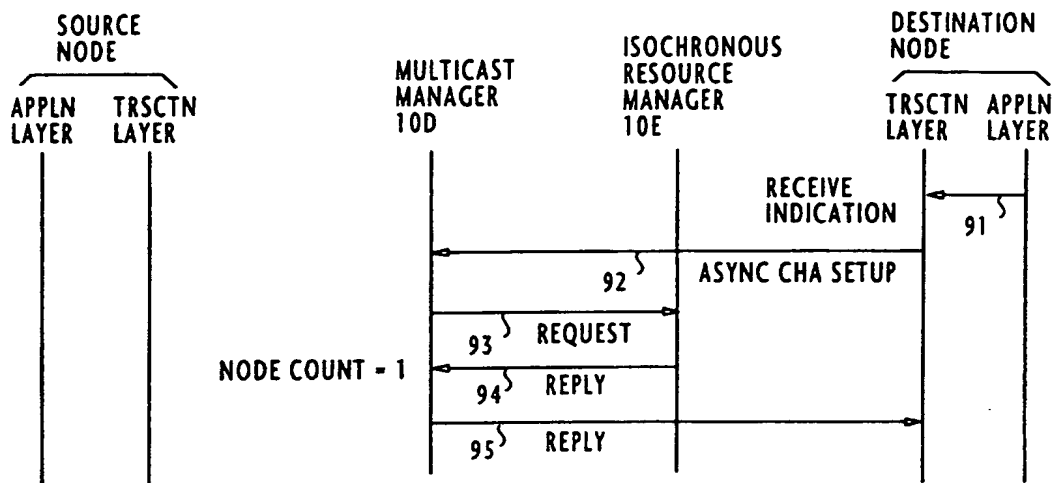 SOURCE
NODE
APPLN
LAYER
TRSCTN
LAYER
MULTICAST
MANAGER
10D
ISOCHRONOUS
RESOURCE
MANAGER
10E
DESTINATION
NODE
TRSCTN
LAYER
APPLN
LAYER
RECEIVE
INDICATION
91
92
ASYNC CHA SETUP
93
REQUEST
NODE COUNT = 1
94
REPLY
95
REPLY